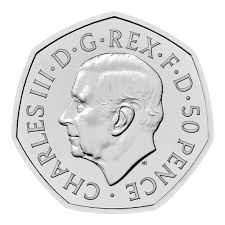 · CHARLES III · D · G · REX · F · D · 50 PENCE